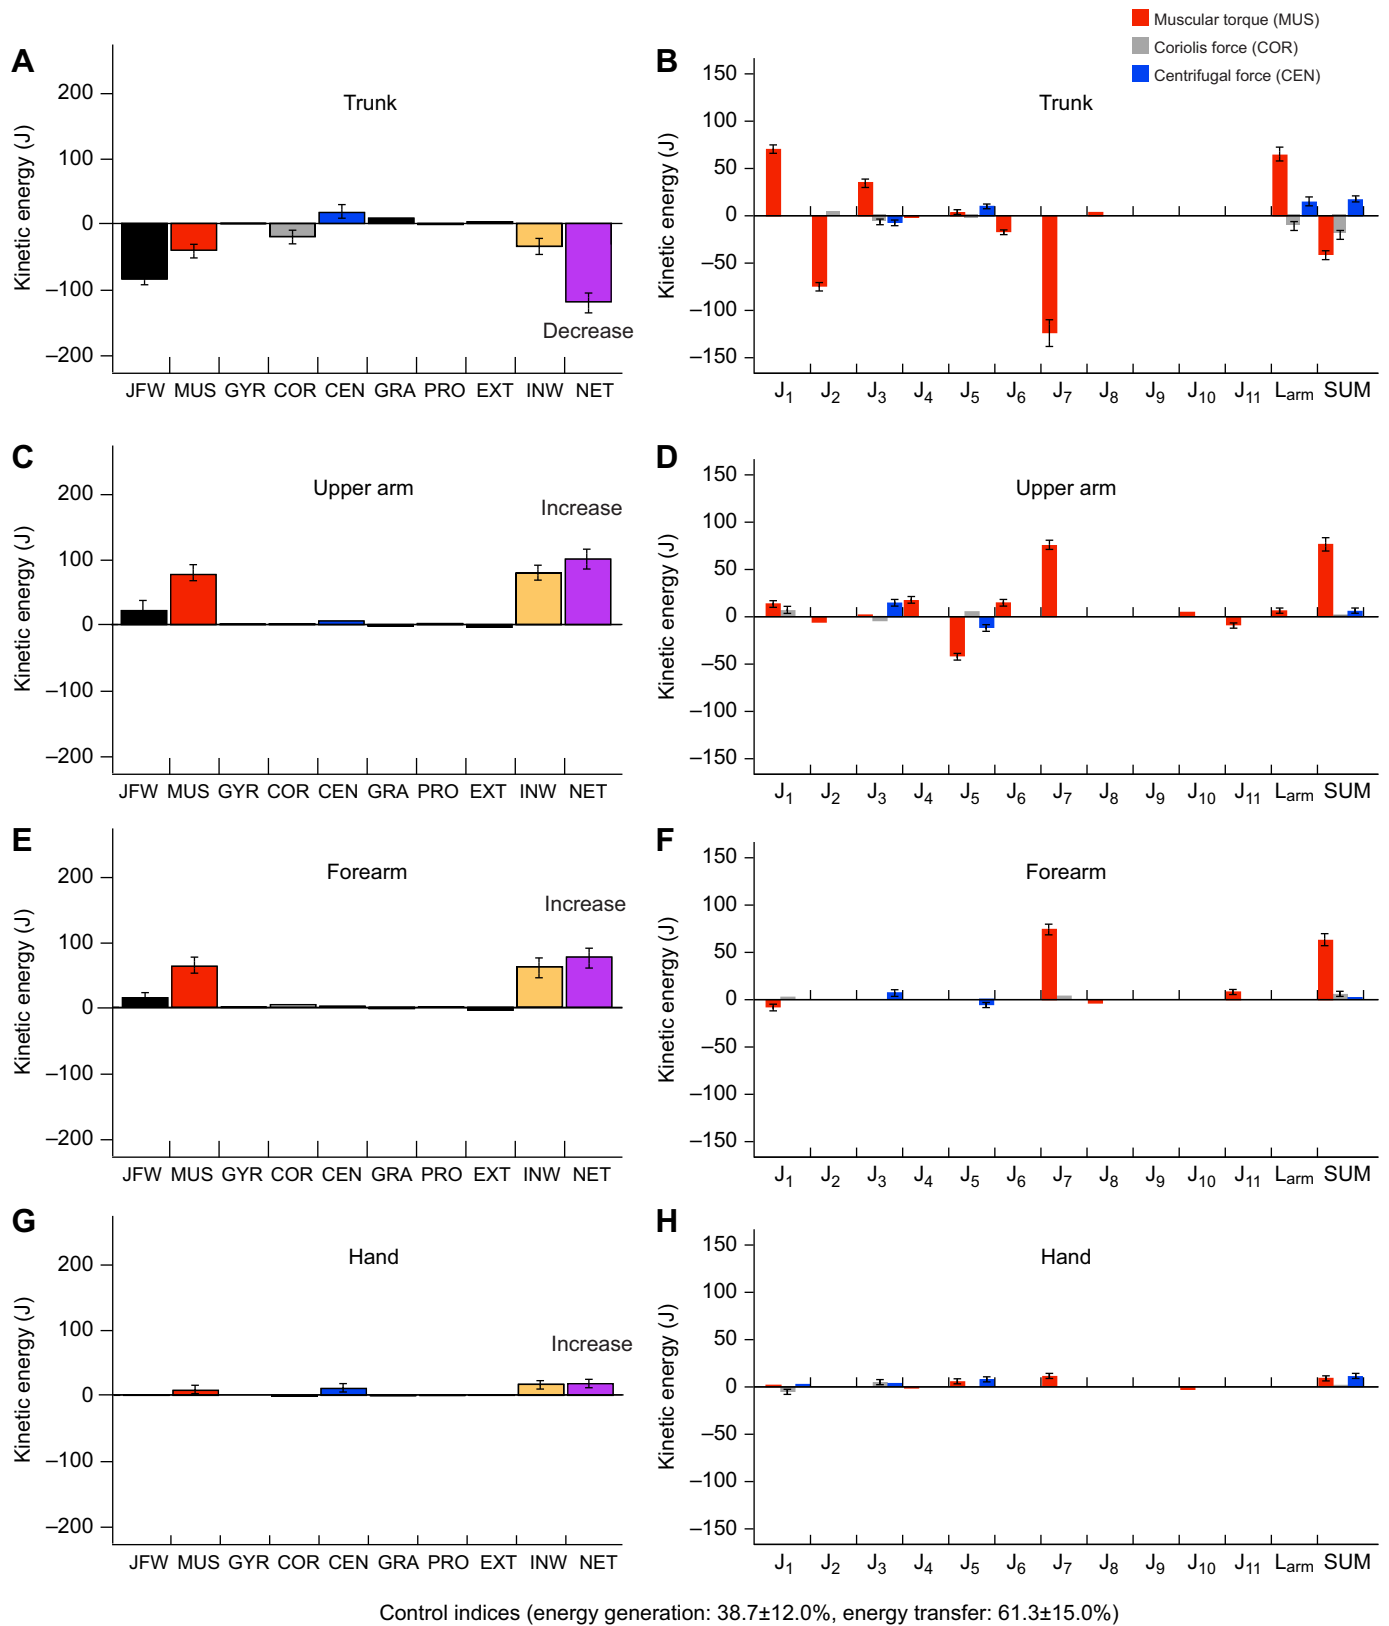 Muscular torque (MUS)
Coriolis force (COR)
Centrifugal force (CEN)
A
Trunk
Kinetic energy (J)
200
100
0
–100
–200
Decrease
JFW MUS GYR COR CEN GRA PRO EXT INW NET
B
Trunk
Kinetic energy (J)
150
100
50
0
–50
–100
–150
J1 J2 J3 J4 J5 J6 J7 J8 J9 J10 J11 Larm SUM
C
Upper arm
Increase
Kinetic energy (J)
200
100
0
–100
–200
JFW MUS GYR COR CEN GRA PRO EXT INW NET
D
Upper arm
Kinetic energy (J)
150
100
50
0
–50
–100
–150
J1 J2 J3 J4 J5 J6 J7 J8 J9 J10 J11 Larm SUM
E
Forearm
Increase
Kinetic energy (J)
200
100
0
–100
–200
JFW MUS GYR COR CEN GRA PRO EXT INW NET
F
Forearm
Kinetic energy (J)
150
100
50
0
–50
–100
–150
J1 J2 J3 J4 J5 J6 J7 J8 J9 J10 J11 Larm SUM
G
Hand
Increase
Kinetic energy (J)
200
100
0
–100
–200
JFW MUS GYR COR CEN GRA PRO EXT INW NET
H
Hand
Kinetic energy (J)
150
100
50
0
–50
–100
–150
J1 J2 J3 J4 J5 J6 J7 J8 J9 J10 J11 Larm SUM
Control indices (energy generation: 38.7±12.0%, energy transfer: 61.3±15.0%)